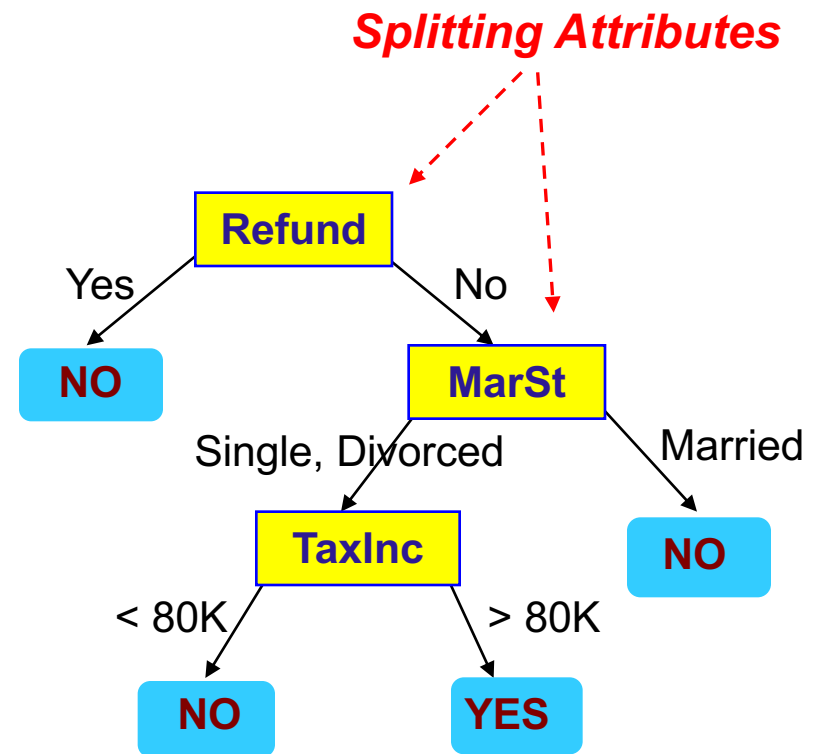 Splitting Attributes
Refund
Yes
No
NO
MarSt
Single, Divorced
Married
TaxInc
NO
< 80K
> 80K
NO
YES